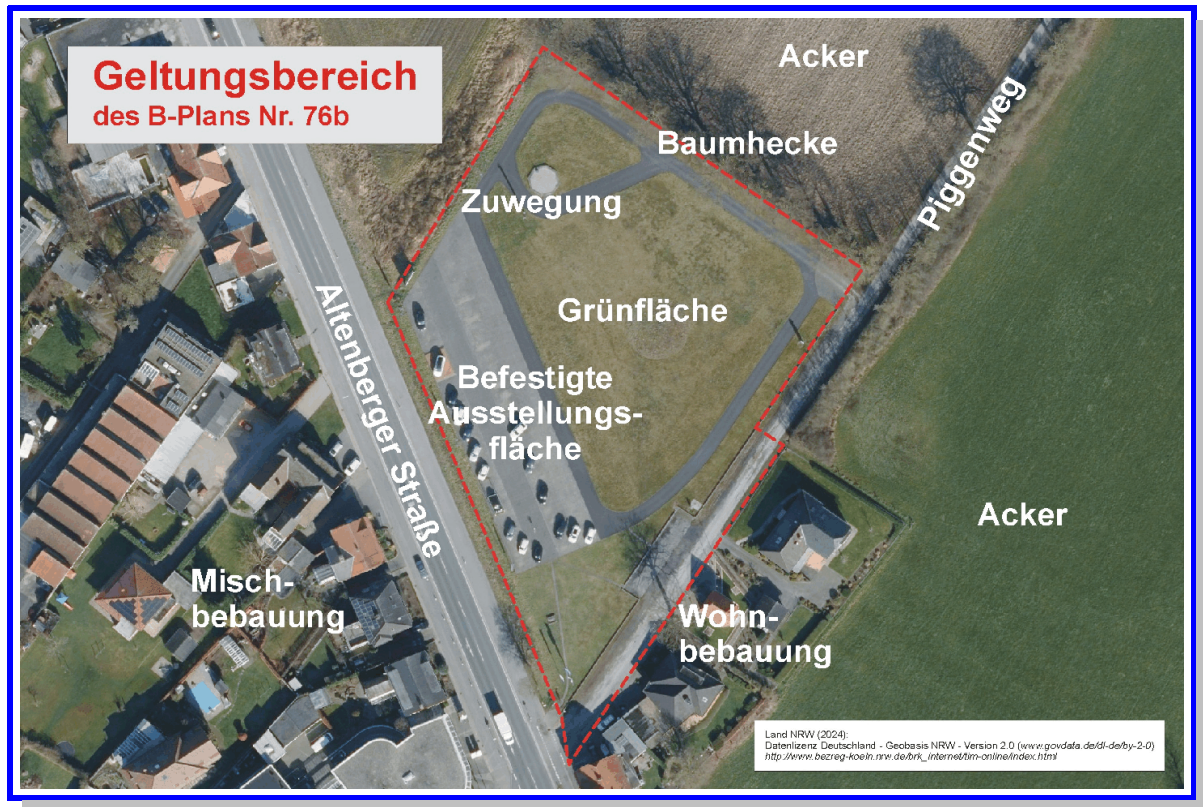 Geltungsbereich
des B-Plans Nr. 76b
Acker
Baumhecke
Piggenweg
Zuwegung
Grünfläche
Altenberger Straße
Befestigte
Ausstellungs-
fläche
Acker
Misch-
bebauung
Wohn-
bebauung
Land NRW (2024):
Datenlizenz Deutschland - Geobasis NRW - Version 2.0 (www.govdata.de/dl-de/by-2-0)
http://www.bezreg-koeln.nrw.de/brk_internet/tim-online/index.html